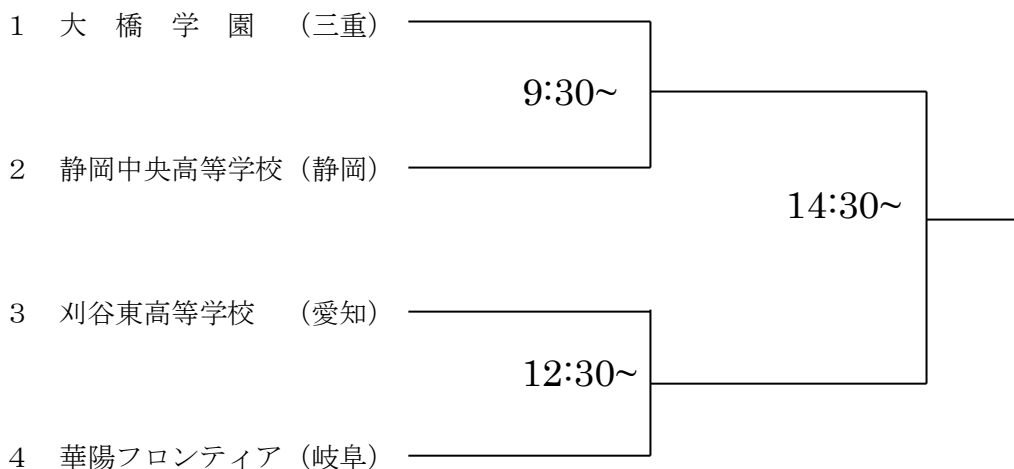 1 大橋学園 （三重）
9:30~
2 静岡中央高等学校（静岡）
14:30~
3 刈谷東高等学校 （愛知）
12:30~
4 華陽フロンティア（岐阜）